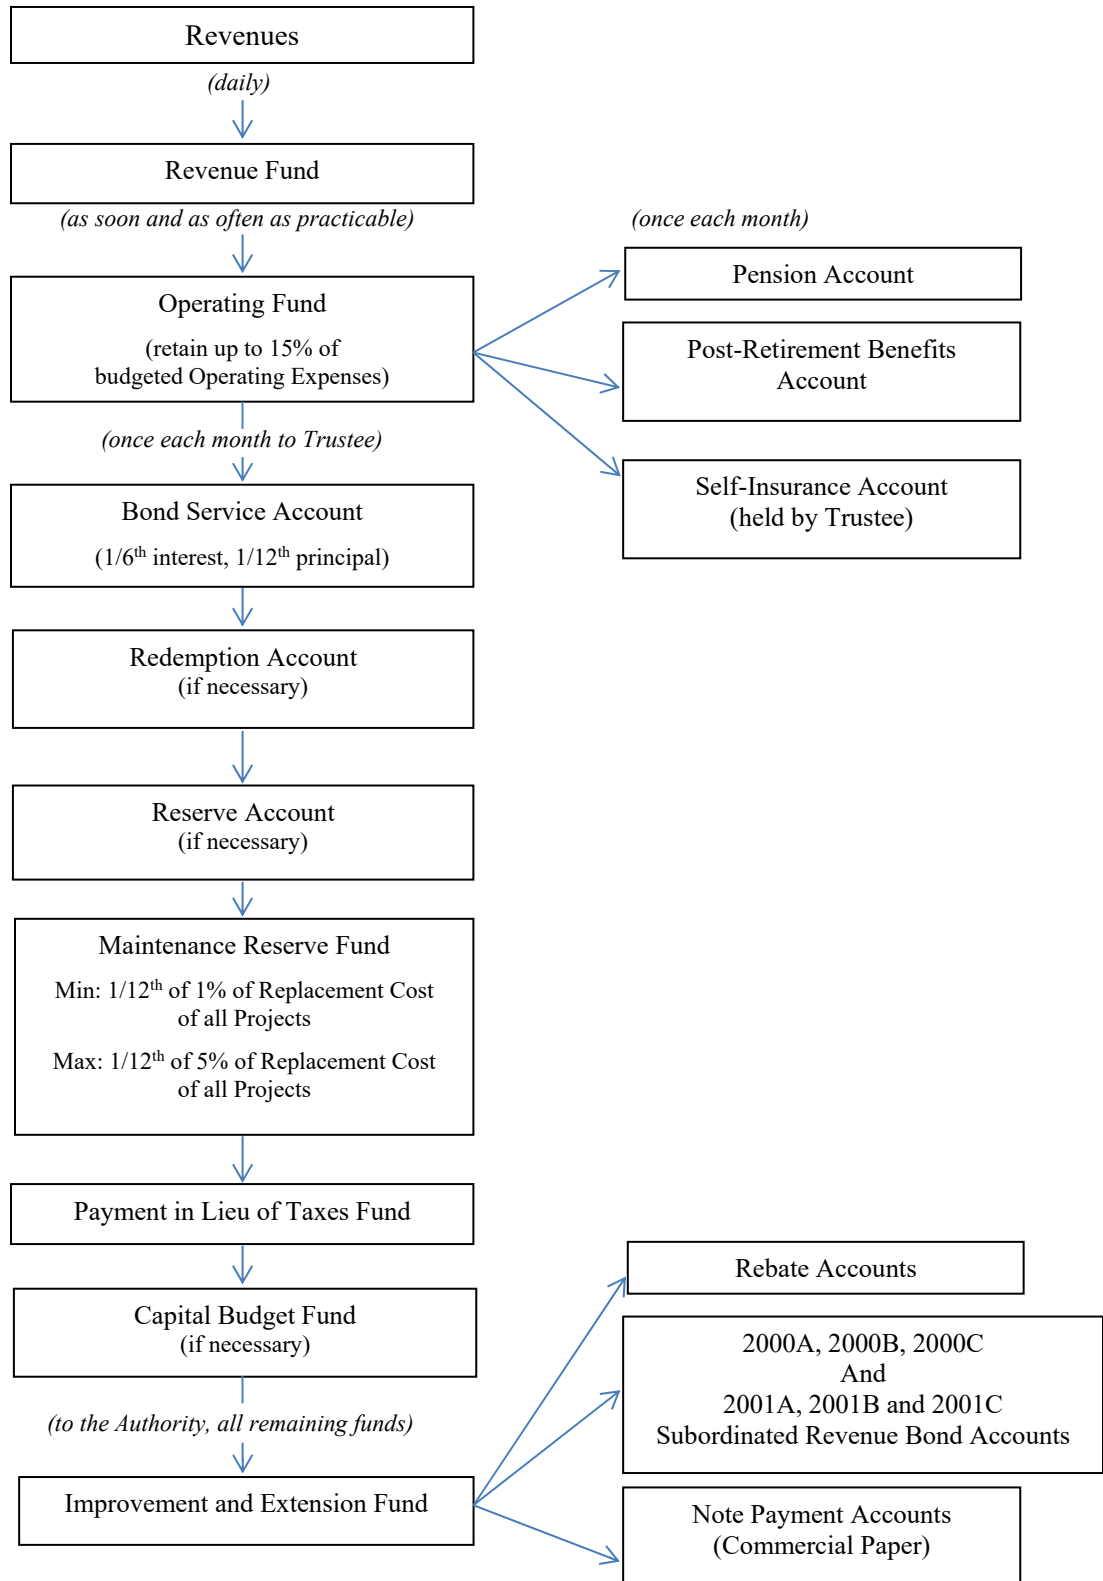 Revenues
(daily)
Revenue Fund
(as soon and as often as practicable)
(once each month)
Operating Fund
(retain up to 15% of
budgeted Operating Expenses)
Pension Account
Post-Retirement Benefits
Account
Self-Insurance Account
(held by Trustee)
(once each month to Trustee)
Bond Service Account
(1/6th interest, 1/12th principal)
Redemption Account
(if necessary)
Reserve Account
(if necessary)
Maintenance Reserve Fund
Min: 1/12th of 1% of Replacement Cost
of all Projects
Max: 1/12th of 5% of Replacement Cost
of all Projects
Payment in Lieu of Taxes Fund
Capital Budget Fund
(if necessary)
(to the Authority, all remaining funds)
Improvement and Extension Fund
Rebate Accounts
2000A, 2000B, 2000C
And
2001A, 2001B and 2001C
Subordinated Revenue Bond Accounts
Note Payment Accounts
(Commercial Paper)